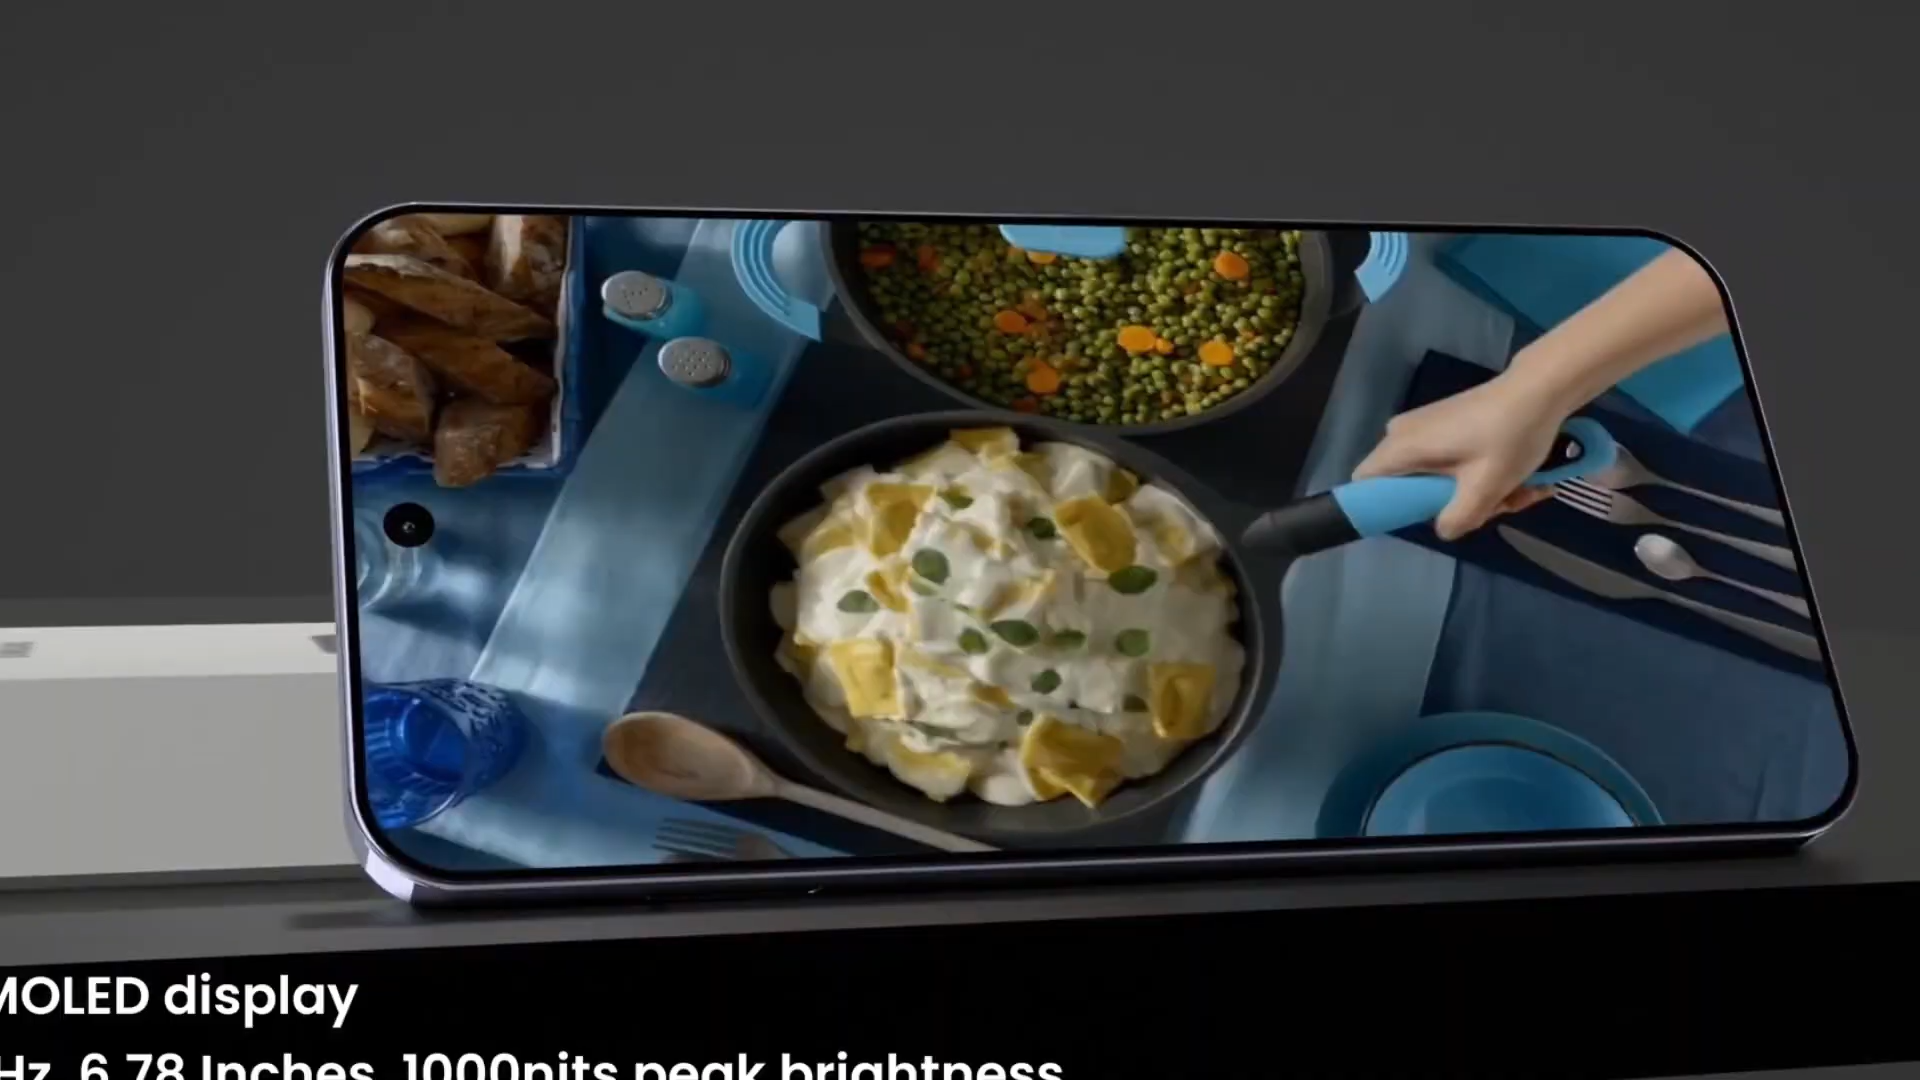 MOLED display
Hz, 6.78 Inches, 1000nits peak brightness